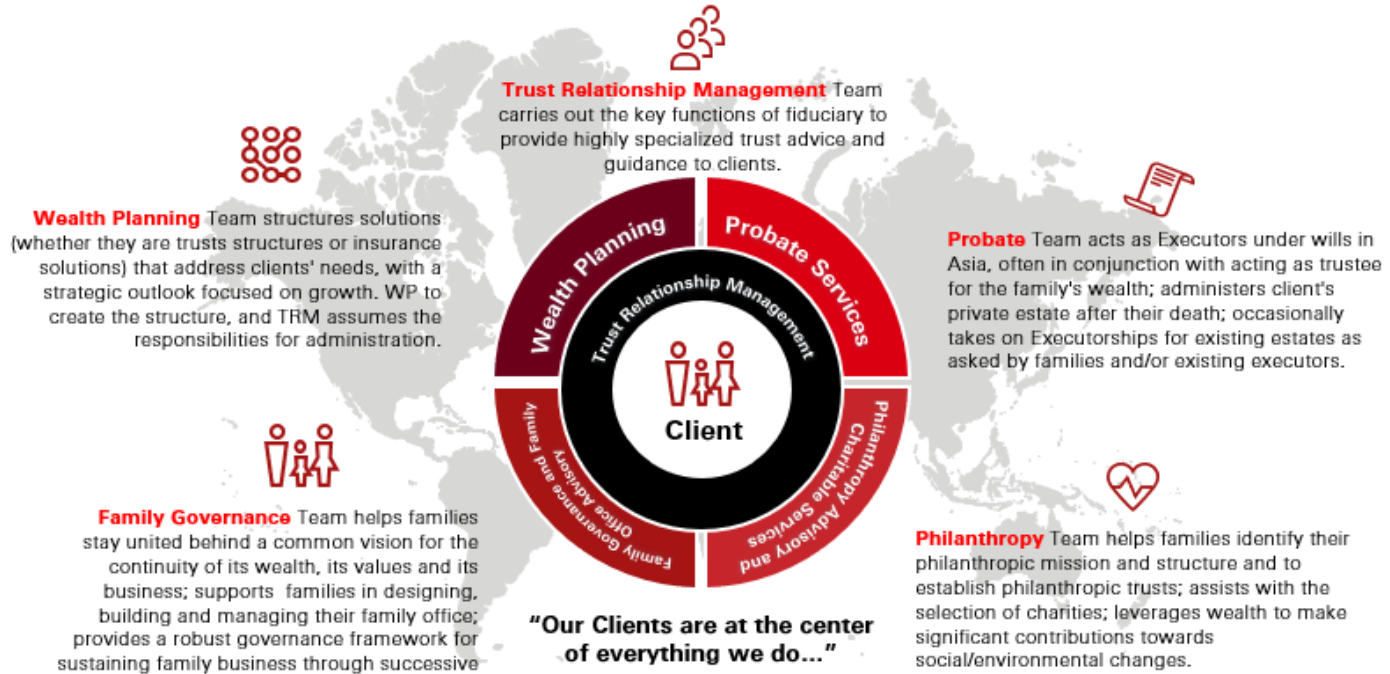 Trust Relationship Management Team
carries out the key functions of fiduciary to
provide highly specialized trust advice and
guidance to clients.
Wealth Planning Team structures solutions
(whether they are trusts structures or insurance
solutions) that address clients' needs, with a
strategic outlook focused on growth. WP to
create the structure, and TRM assumes the
responsibilities for administration.
Probate Team acts as Executors under wills in
Asia, often in conjunction with acting as trustee
for the family's wealth; administers client's
private estate after their death; occasionally
takes on Executorships for existing estates as
asked by families and/or existing executors.
Wealth Planning
Probate Services
Trust Relationship Management
Client
Family Governance and Family
Office Advisory
Philanthropy Advisory and
Charitable Services
Family Governance Team helps families
stay united behind a common vision for the
continuity of its wealth, its values and its
business; supports families in designing,
building and managing their family office;
provides a robust governance framework for
sustaining family business through successive
Philanthropy Team helps families identify their
philanthropic mission and structure and to
establish philanthropic trusts; assists with the
selection of charities; leverages wealth to make
significant contributions towards
social/environmental changes.
“Our Clients are at the center
of everything we do...”